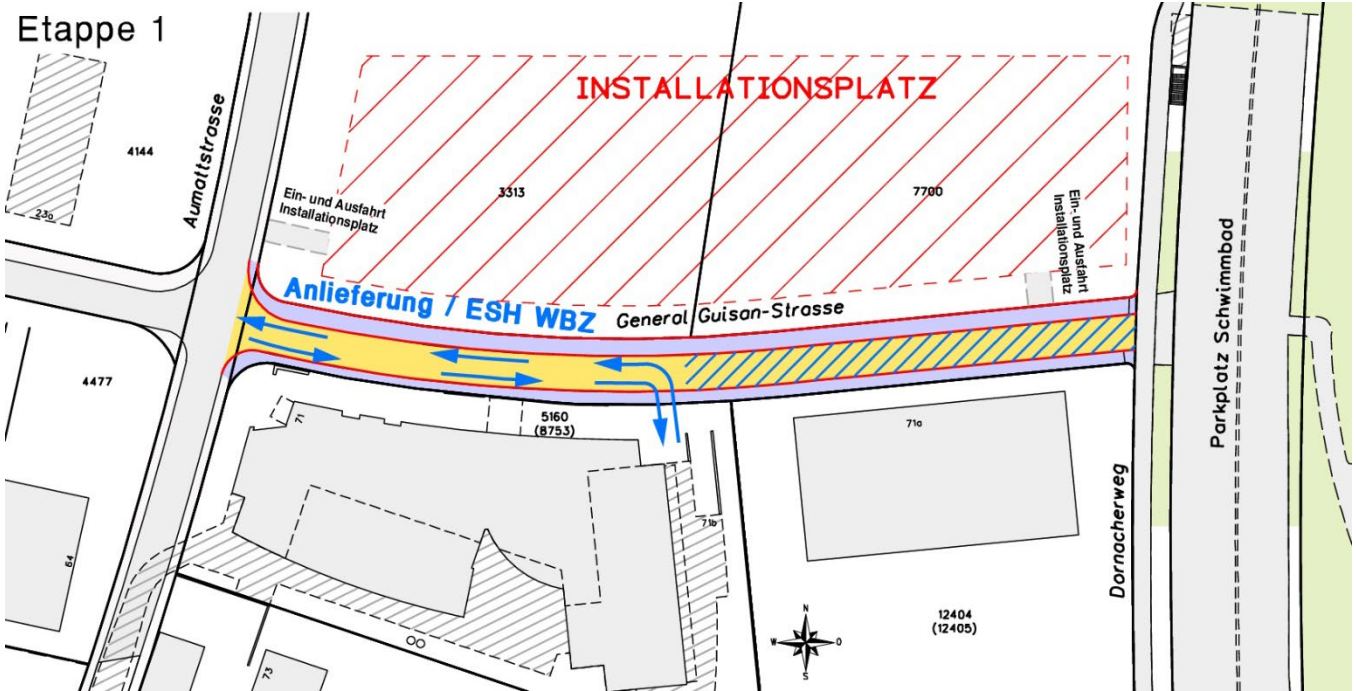 Etappe 1
INSTALLATIONSPLATZ
4144
Aumattstrasse
23a
3313
7700
Ein- und Ausfahrt
Installationsplatz
Ein- und Ausfahrt
Installationsplatz
Anlieferung / ESH WBZ
General Guisan-Strasse
Parkplatz Schwimmbad
4477
71
5160
(8753)
71a
71b
Dornacherweg
64
12404
(12405)
73
N
W
O
S